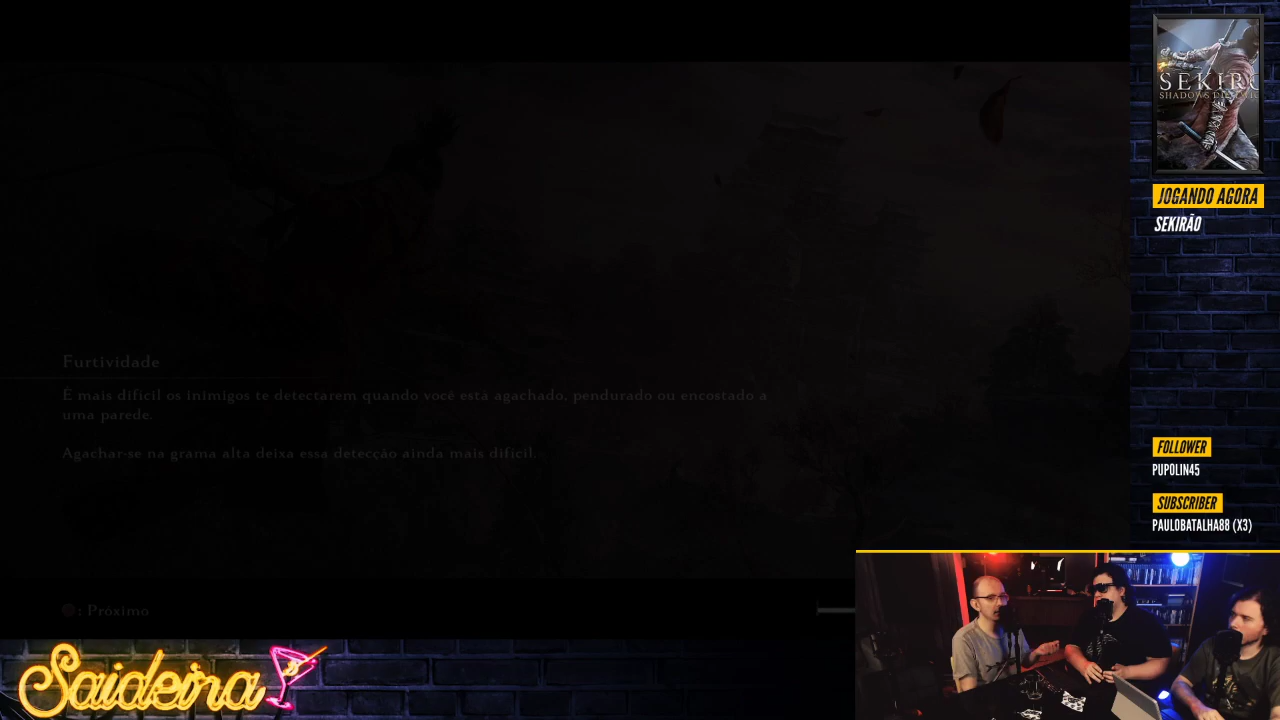 SEKIRO
SHADOWS DIE TWICE
JOGANDO AGORA
SEKIRÃO
Furtividade
É mais difícil os inimigos te detectarem quando você está agachado, pendurado ou encostado a
uma parede.
Agachar-se na grama alta deixa essa detecção ainda mais difícil.
FOLLOWER
PUPOLIN45
SUBSCRIBER
PAULOBATALHA88 (X3)
: Próximo
Saideira